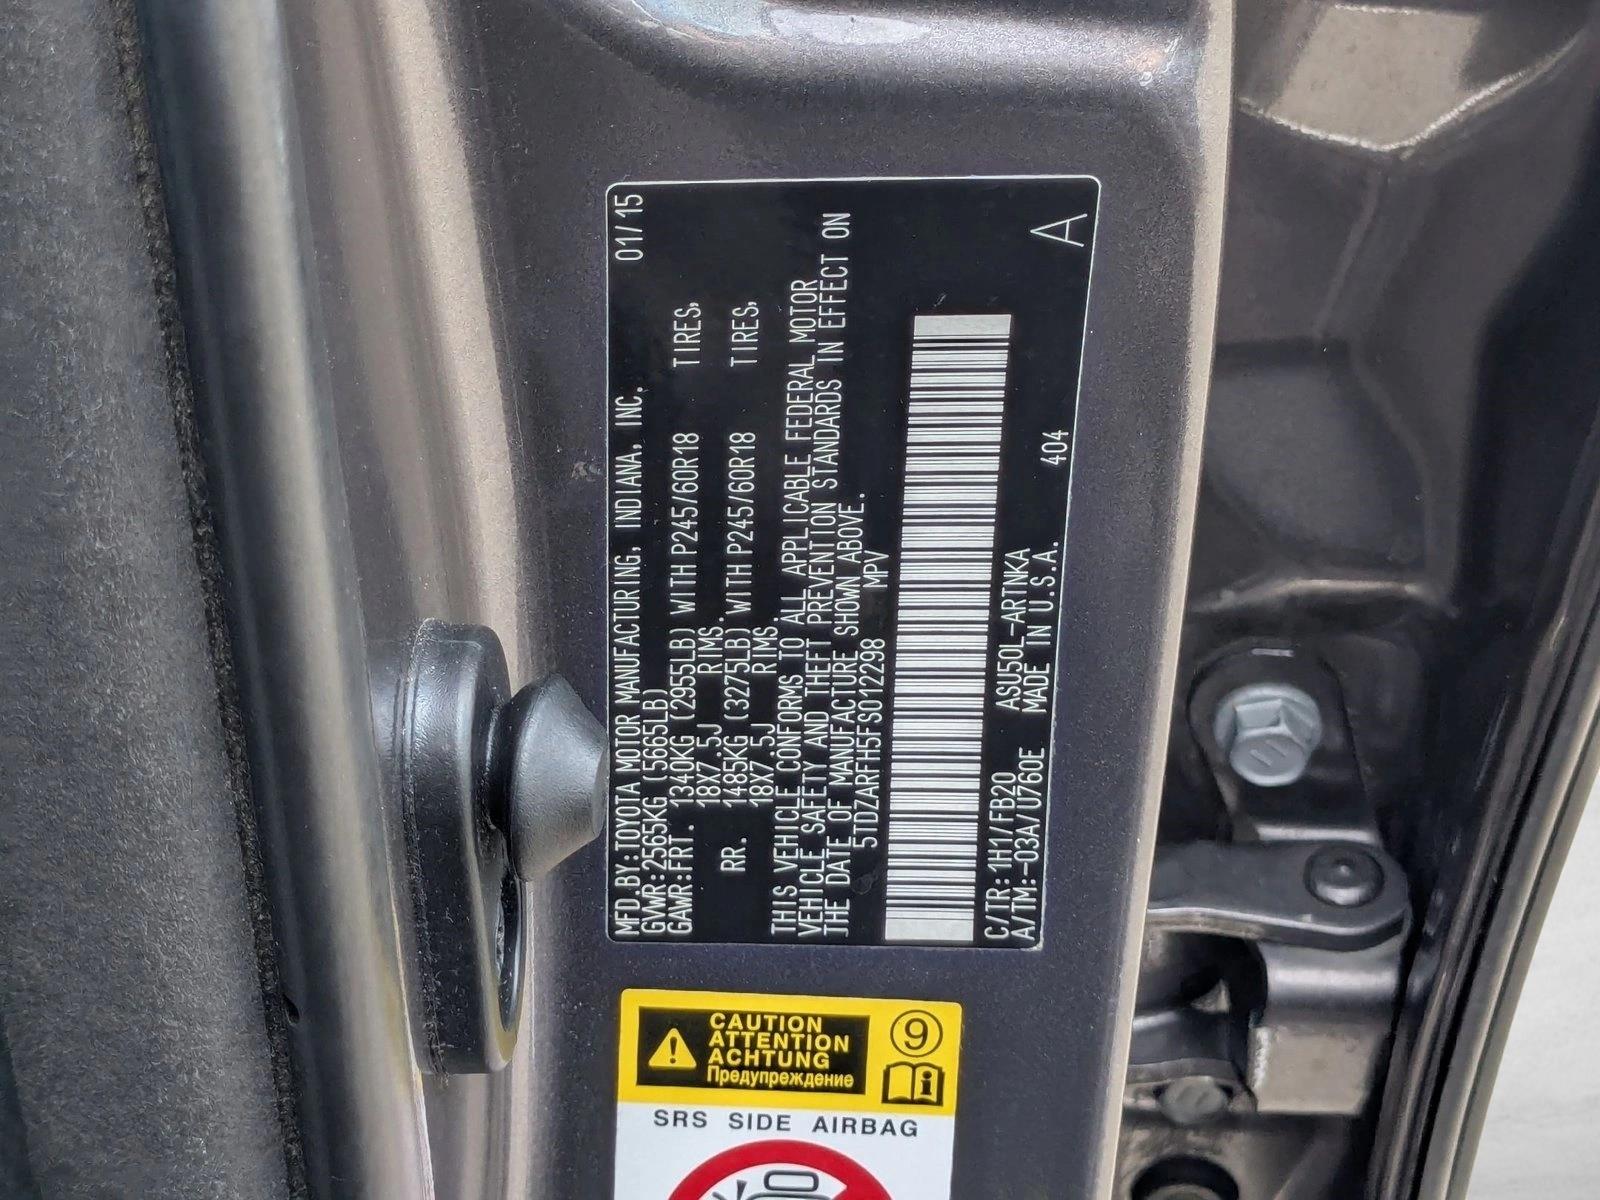 MFD.BY:TOYOTA MOTOR MANUFACTURING, INDIANA, INC. 01/15
GVWR:2565KG (5665LB)
GAWR:FRT. 1340KG (2955LB) WITH P245/60R18 TIRES,
18X7.5J RIMS.
RR. 1485KG (3275LB) WITH P245/60R18 TIRES,
18X7.5J RIMS.
THIS VEHICLE CONFORMS TO ALL APPLICABLE FEDERAL MOTOR
VEHICLE SAFETY AND THEFT PREVENTION STANDARDS IN EFFECT ON
THE DATE OF MANUFACTURE SHOWN ABOVE.
5TDZARFH5FS012298 MPV
C/TR:1H1/FB20 ASU50L-ARTNKA 404 A
A/TM:-03A/U760E MADE IN U.S.A.
CAUTION
ATTENTION
ACHTUNG
Предупреждение
9
i
SRS SIDE AIRBAG